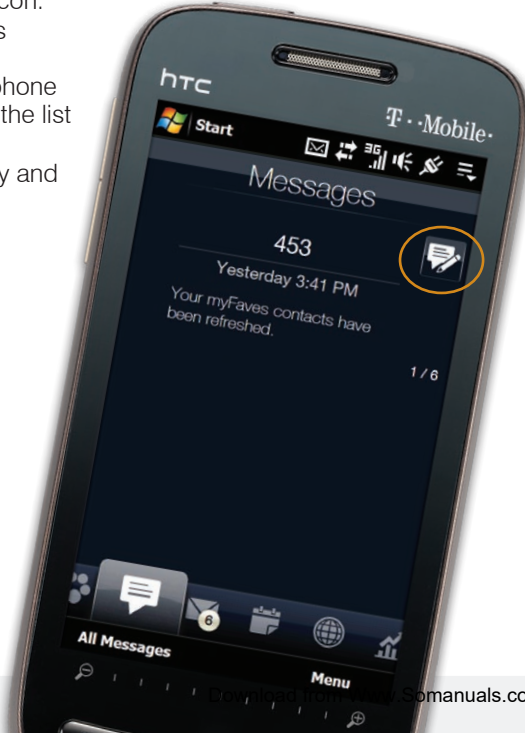 con.
s
phone
the list
y and
hTC
T··Mobile·
Start
3G
Messages
453
Yesterday 3:41 PM
Your myFaves contacts have
been refreshed.
1 / 6
6
All Messages
Menu
Download from Www.Somanuals.co